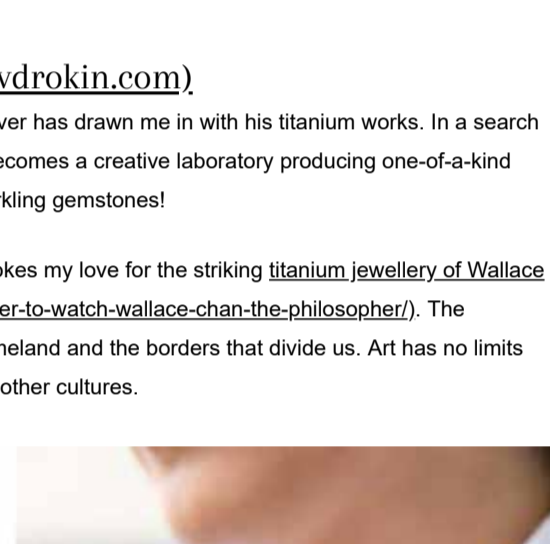 vdrokin.com)
ver has drawn me in with his titanium works. In a search
ecomes a creative laboratory producing one-of-a-kind
rkling gemstones!
okes my love for the striking titanium jewellery of Wallace
er-to-watch-wallace-chan-the-philosopher/). The
neland and the borders that divide us. Art has no limits
other cultures.